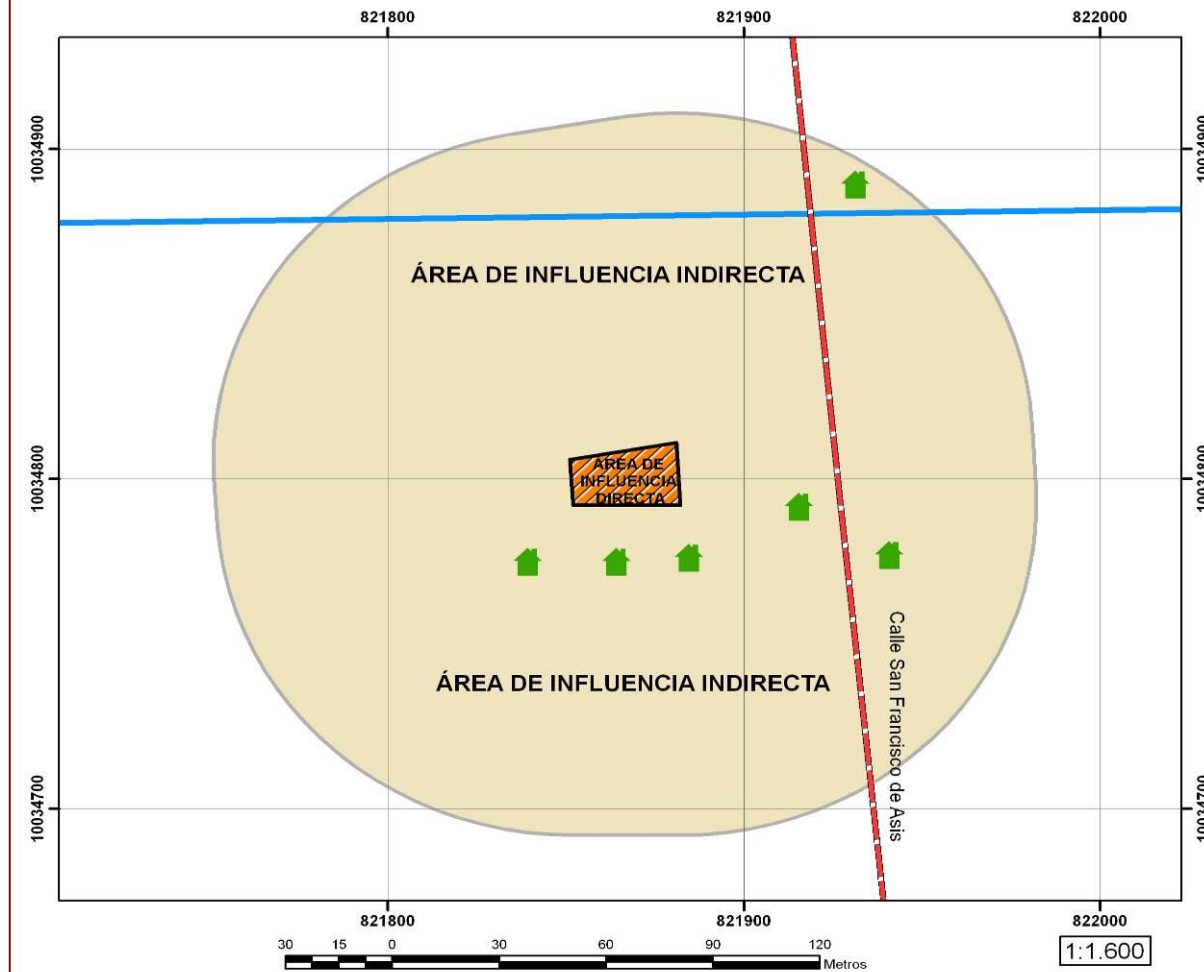 821800
821900
822000
10034900
10034900
ÁREA DE INFLUENCIA INDIRECTA
10034800
ÁREA DE
INFLUENCIA
DIRECTA
10034800
Calle San Francisco de Asis
ÁREA DE INFLUENCIA INDIRECTA
10034700
10034700
821800
821900
822000
30 15 0 30 60 90 120
Metros
1:1.600